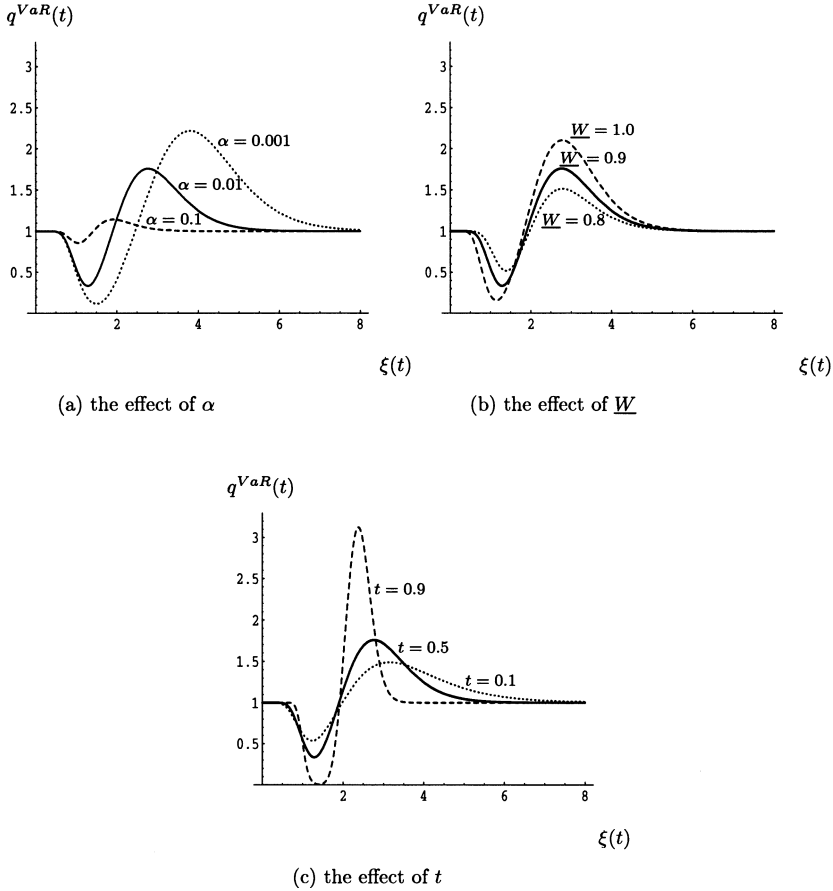 q^{VaR}(t)
3
2.5
2
1.5
1
0.5
α = 0.001
α = 0.01
α = 0.1
2 4 6 8
ξ(t)
(a) the effect of α
q^{VaR}(t)
3
2.5
2
1.5
1
0.5
W = 1.0
W = 0.9
W = 0.8
2 4 6 8
ξ(t)
(b) the effect of W
q^{VaR}(t)
3
2.5
2
1.5
1
0.5
t = 0.9
t = 0.5
t = 0.1
2 4 6 8
ξ(t)
(c) the effect of t